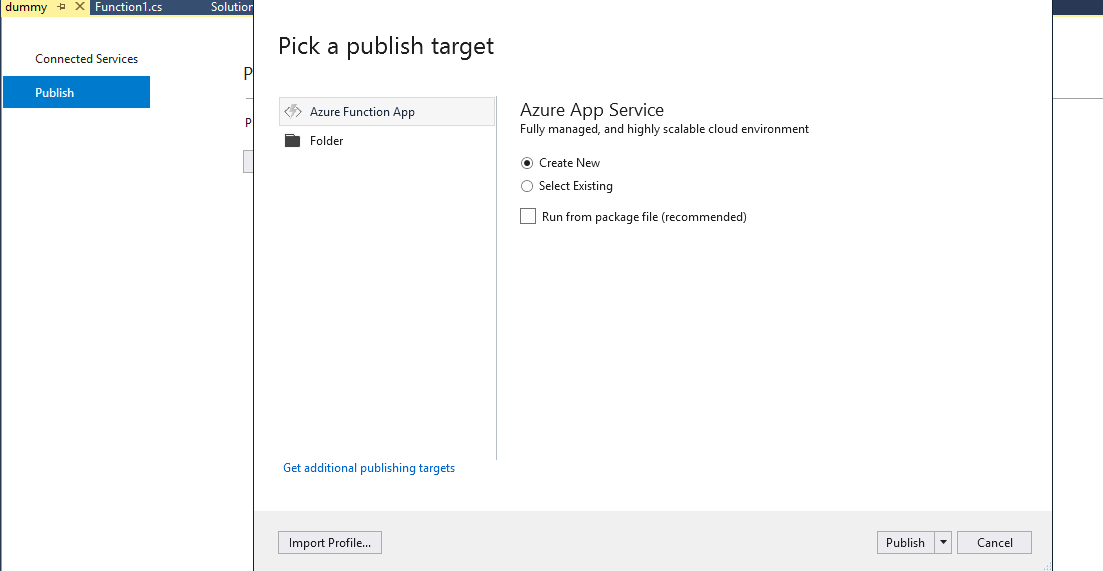 dummy
Function1.cs
Solution
Connected Services
Publish
P
P
Pick a publish target
Azure Function App
Folder
Get additional publishing targets
Azure App Service
Fully managed, and highly scalable cloud environment
Create New
Select Existing
Run from package file (recommended)
Import Profile...
Publish
Cancel